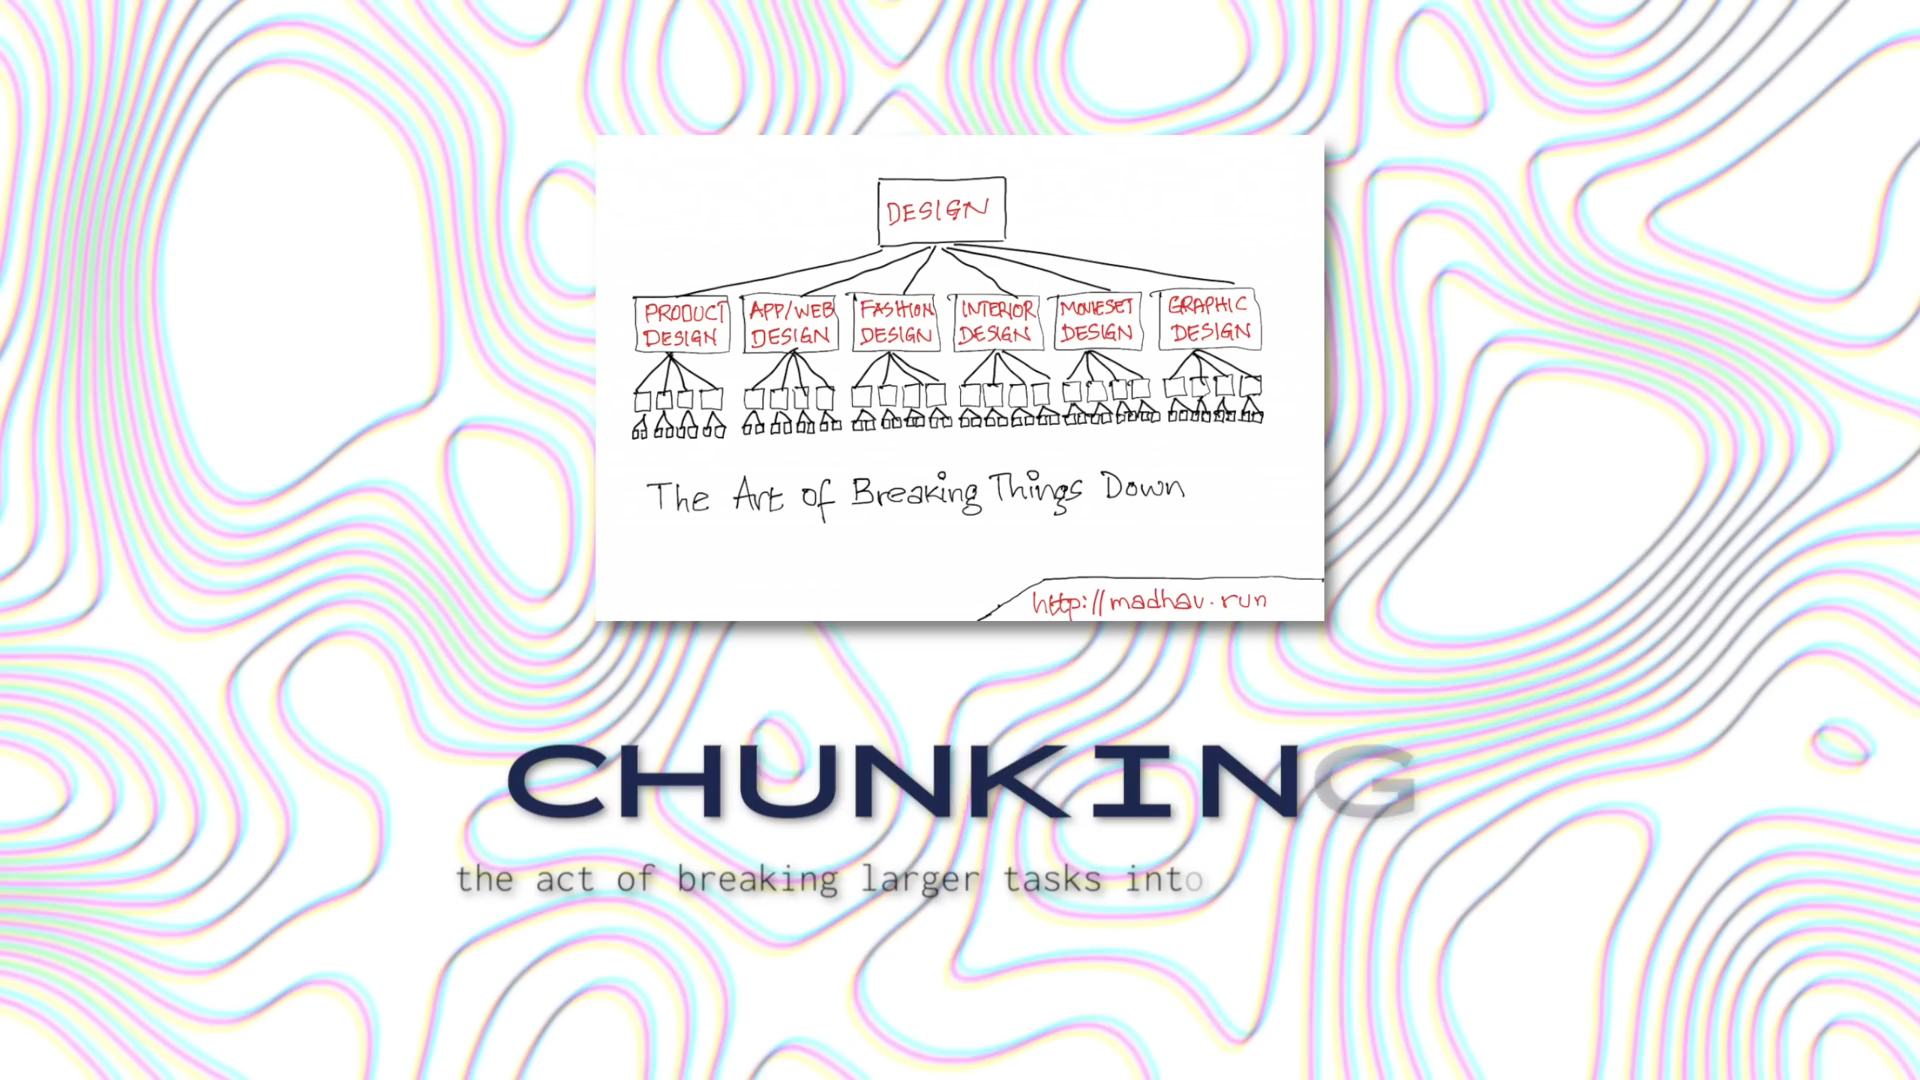 DESIGN
PRODUCT DESIGN
APP/WEB DESIGN
FASHION DESIGN
INTERIOR DESIGN
MOVIESET DESIGN
GRAPHIC DESIGN
The Art of Breaking Things Down
http://madhav.run
CHUNKING
the act of breaking larger tasks into